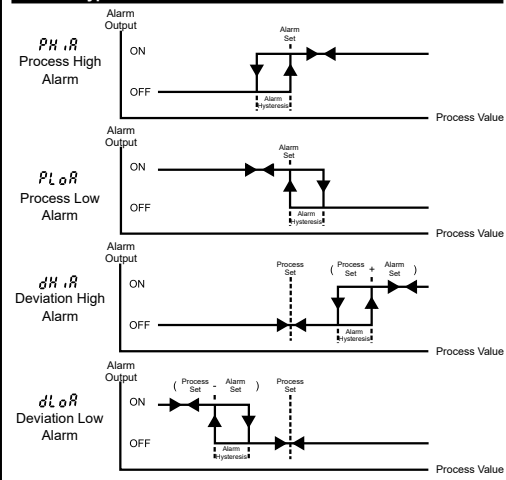 Alarm
Output
PH iA
Process High
Alarm
ON
OFF
Alarm
Set
Alarm
Hysteresis
Process Value
Alarm
Output
PLoA
Process Low
Alarm
ON
OFF
Alarm
Set
Alarm
Hysteresis
Process Value
Alarm
Output
dH iA
Deviation High
Alarm
ON
OFF
Process
Set
( Process Set + Alarm Set )
Alarm
Hysteresis
Process Value
Alarm
Output
dLoA
Deviation Low
Alarm
ON
OFF
( Process Set - Alarm Set )
Process
Set
Alarm
Hysteresis
Process Value